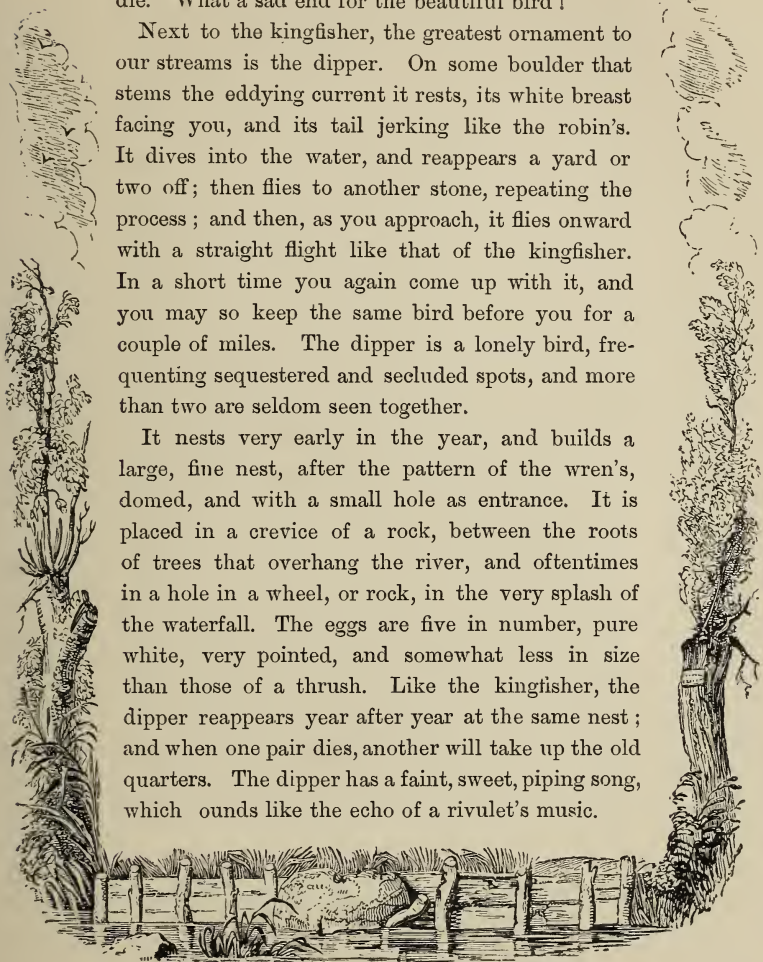 die. What a sad end for the beautiful bird!
Next to the kingfisher, the greatest ornament to
our streams is the dipper. On some boulder that
stems the eddying current it rests, its white breast
facing you, and its tail jerking like the robin's.
It dives into the water, and reappears a yard or
two off; then flies to another stone, repeating the
process; and then, as you approach, it flies onward
with a straight flight like that of the kingfisher.
In a short time you again come up with it, and
you may so keep the same bird before you for a
couple of miles. The dipper is a lonely bird, fre-
quenting sequestered and secluded spots, and more
than two are seldom seen together.
It nests very early in the year, and builds a
large, fine nest, after the pattern of the wren's,
domed, and with a small hole as entrance. It is
placed in a crevice of a rock, between the roots
of trees that overhang the river, and oftentimes
in a hole in a wheel, or rock, in the very splash of
the waterfall. The eggs are five in number, pure
white, very pointed, and somewhat less in size
than those of a thrush. Like the kingfisher, the
dipper reappears year after year at the same nest;
and when one pair dies, another will take up the old
quarters. The dipper has a faint, sweet, piping song,
which ounds like the echo of a rivulet's music.